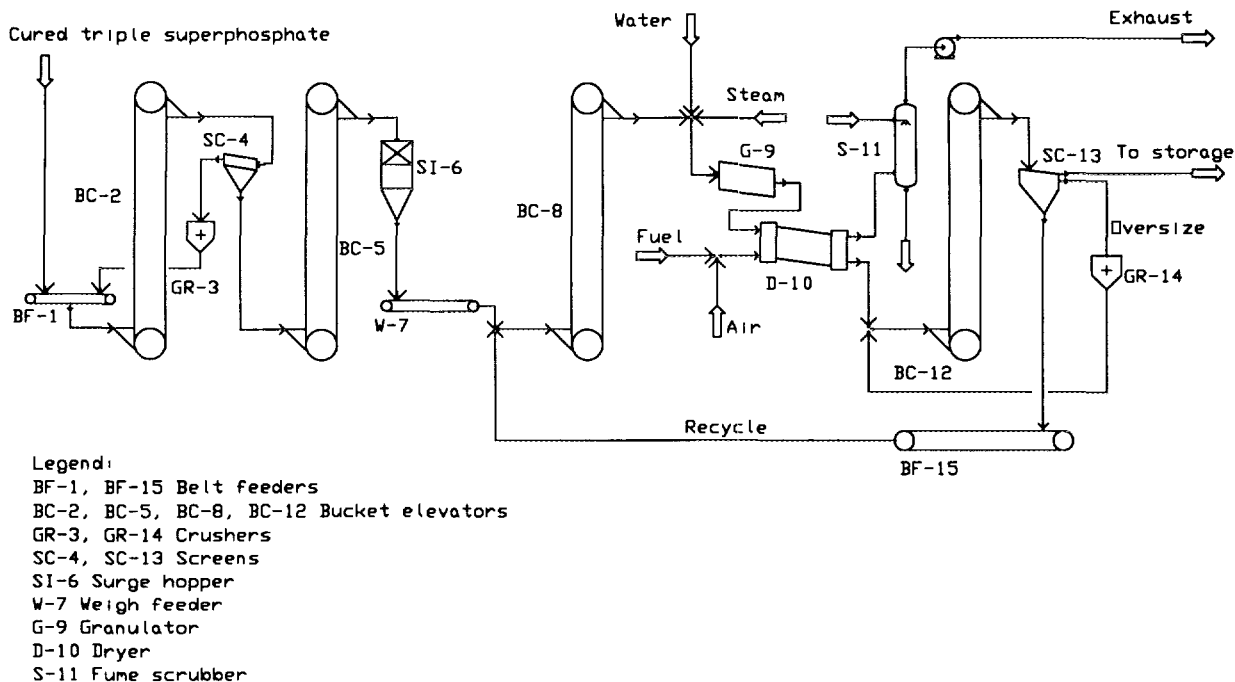 Water
Exhaust
Cured triple superphosphate
Steam
SC-4
G-9
S-11
SC-13
To storage
SI-6
BC-2
BC-8
Oversize
Fuel
BC-5
GR-3
D-10
GR-14
BF-1
W-7
Air
BC-12
Recycle
BF-15
Legend:
BF-1, BF-15 Belt feeders
BC-2, BC-5, BC-8, BC-12 Bucket elevators
GR-3, GR-14 Crushers
SC-4, SC-13 Screens
SI-6 Surge hopper
W-7 Weigh feeder
G-9 Granulator
D-10 Dryer
S-11 Fume scrubber